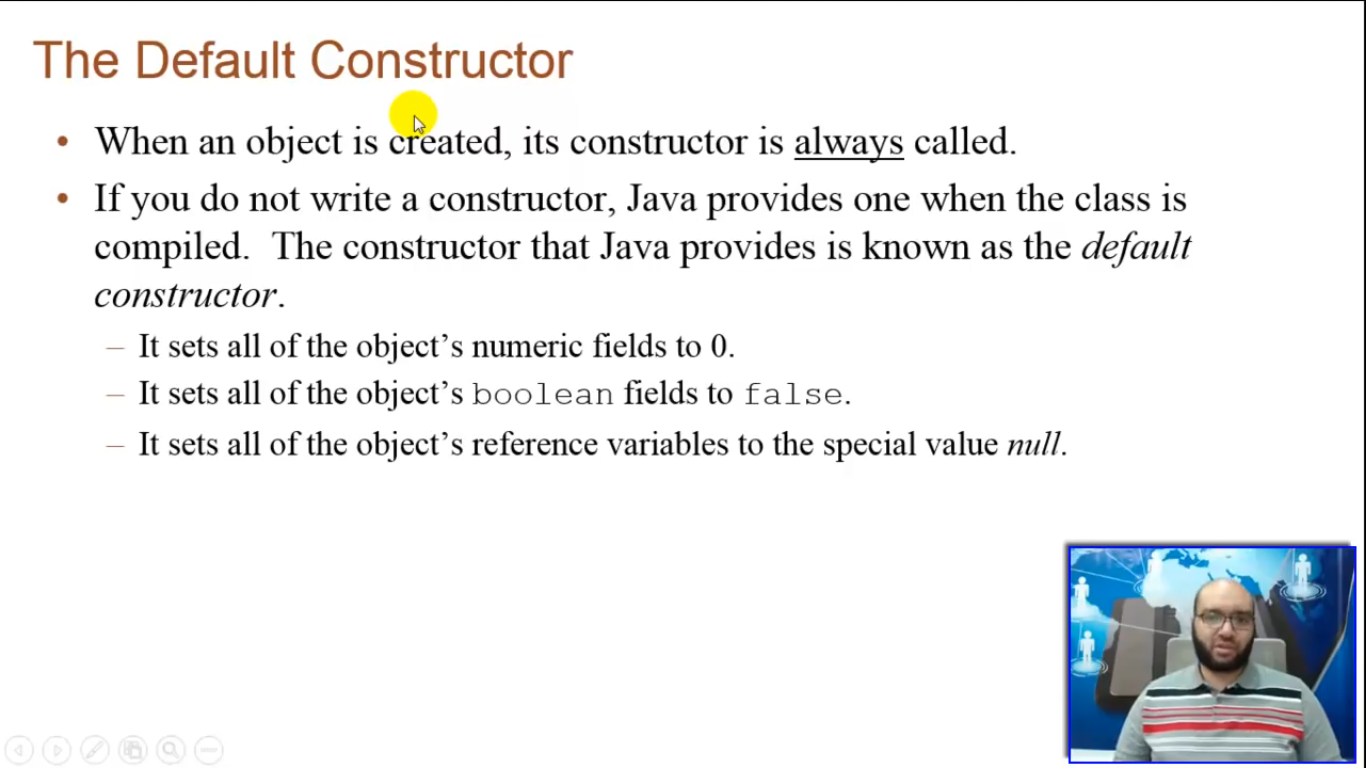 The Default Constructor
• When an object is created, its constructor is always called.
• If you do not write a constructor, Java provides one when the class is
compiled. The constructor that Java provides is known as the default
constructor.
– It sets all of the object's numeric fields to 0.
– It sets all of the object's boolean fields to false.
– It sets all of the object's reference variables to the special value null.